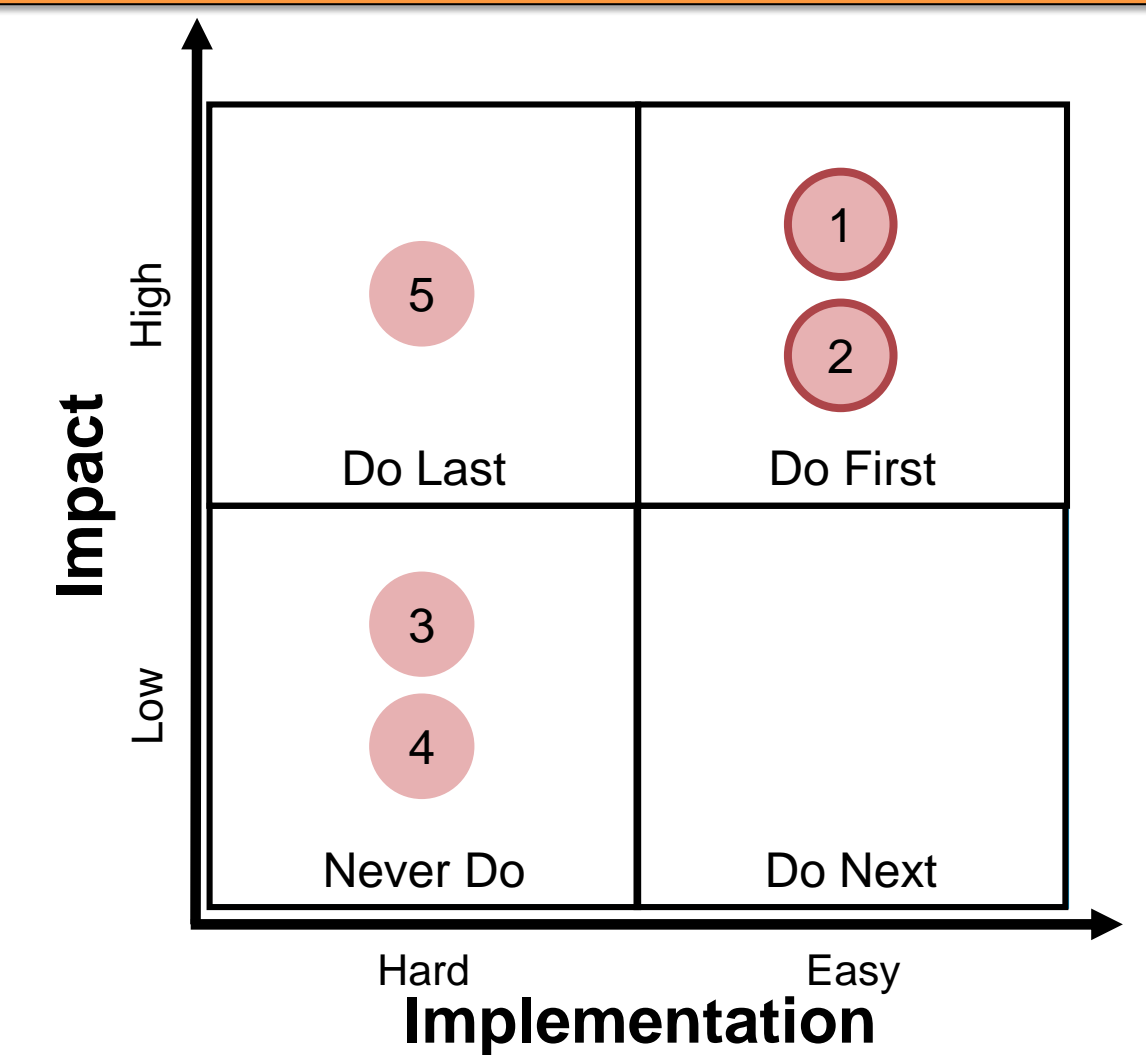 1
5
High
2
Do Last
Do First
Impact
3
Low
4
Never Do
Do Next
Hard
Easy
Implementation